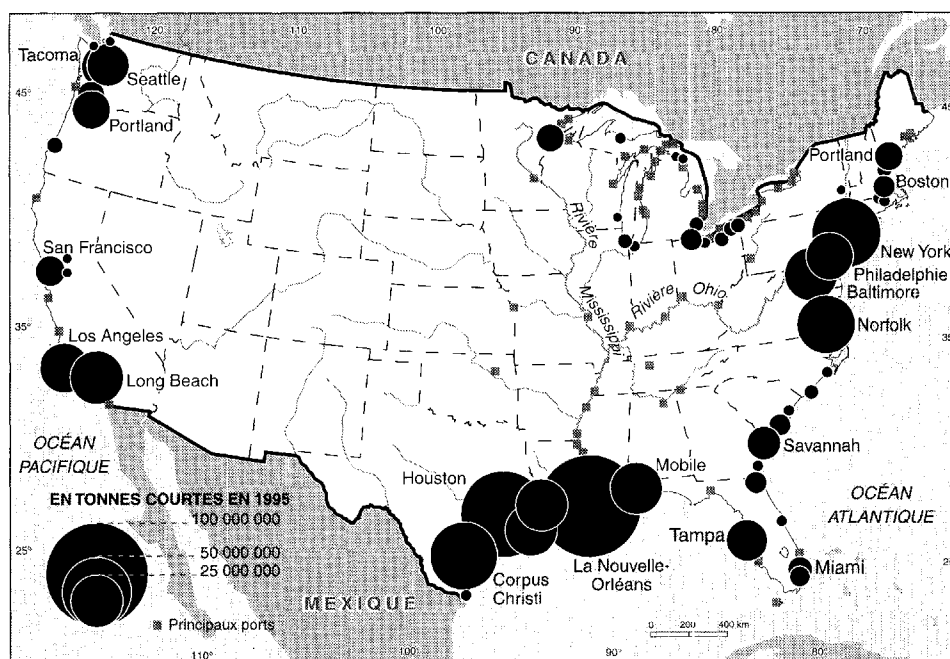 120
110
100
90
80
70
CANADA
Tacoma
Seattle
45°
Portland
Portland
Boston
San Francisco
Rivière
Mississippi
Rivière Ohio
New York
Philadelphie
Baltimore
35°
Norfolk
Los Angeles
Long Beach
OCÉAN
PACIFIQUE
Savannah
Houston
Mobile
EN TONNES COURTES EN 1995
100 000 000
50 000 000
25 000 000
OCÉAN
ATLANTIQUE
25°
Tampa
La Nouvelle-
Orléans
Miami
Corpus
Christi
MEXIQUE
Principaux ports
0 200 400 km
110°
100°
90°
80°